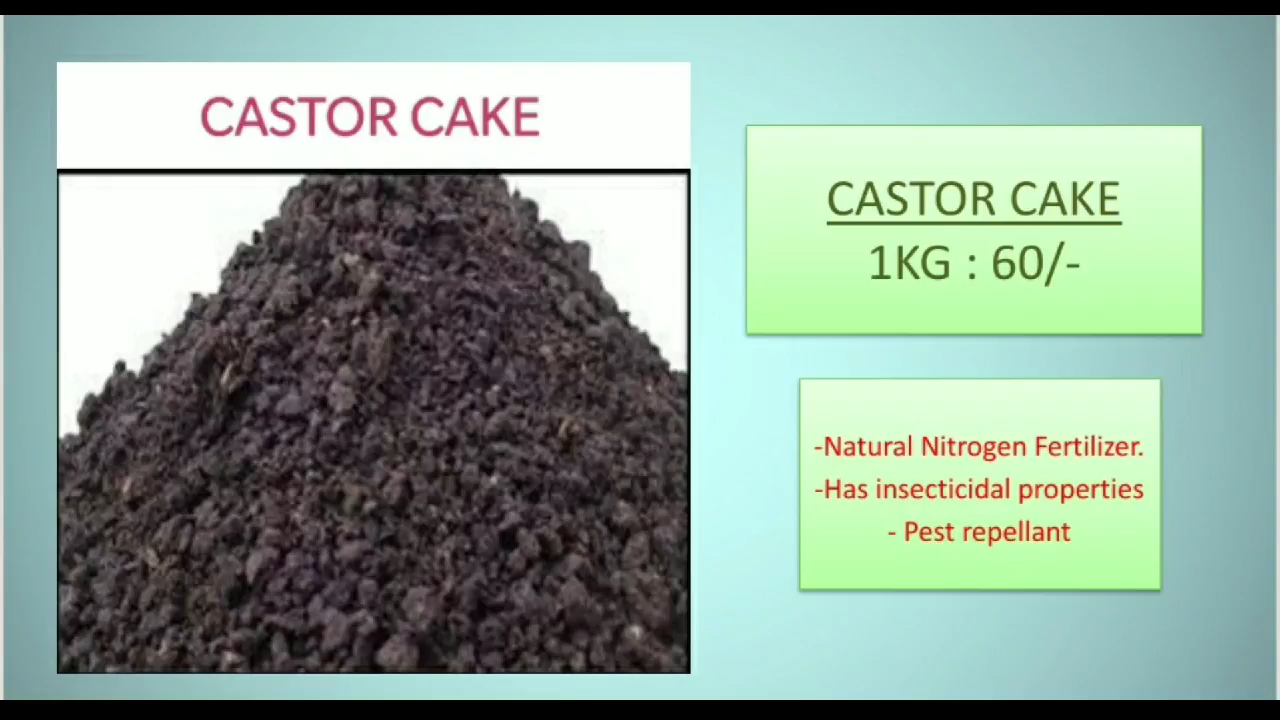 CASTOR CAKE
CASTOR CAKE
1KG : 60/-
-Natural Nitrogen Fertilizer.
-Has insecticidal properties
- Pest repellant